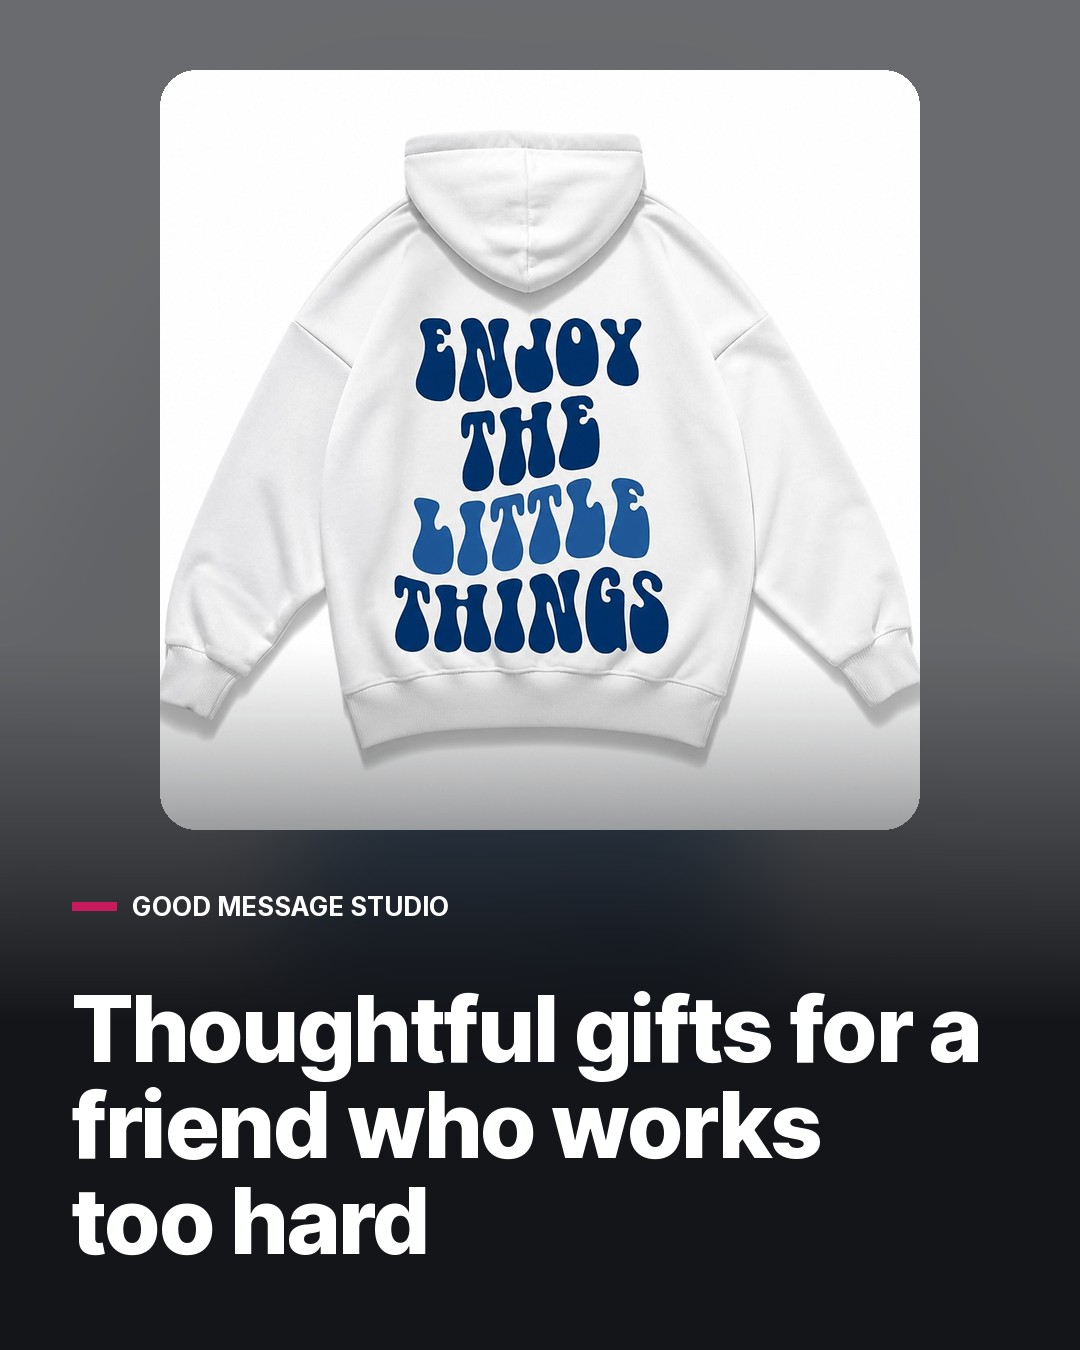 ENJOY
THE
LITTLE
THINGS
GOOD MESSAGE STUDIO
Thoughtful gifts for a
friend who works
too hard